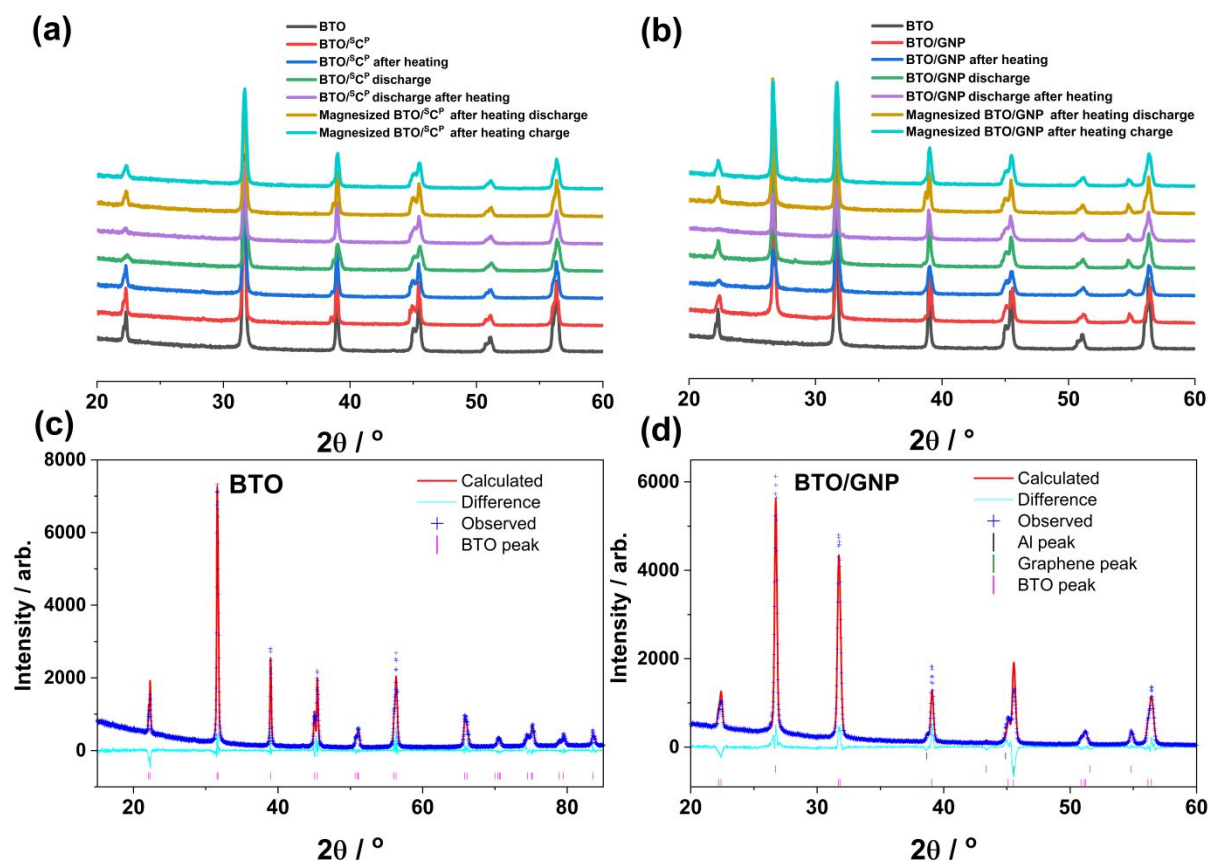 (a)
BTO
BTO/ˢCᴾ
BTO/ˢCᴾ after heating
BTO/ˢCᴾ discharge
BTO/ˢCᴾ discharge after heating
Magnesized BTO/ˢCᴾ after heating discharge
Magnesized BTO/ˢCᴾ after heating charge
20 30 40 50 60
2θ / °
(b)
BTO
BTO/GNP
BTO/GNP after heating
BTO/GNP discharge
BTO/GNP discharge after heating
Magnesized BTO/GNP after heating discharge
Magnesized BTO/GNP after heating charge
20 30 40 50 60
2θ / °
(c)
BTO
Calculated
Difference
Observed
BTO peak
Intensity / arb.
8000
6000
4000
2000
0
20 40 60 80
2θ / °
(d)
BTO/GNP
Calculated
Difference
Observed
Al peak
Graphene peak
BTO peak
Intensity / arb.
6000
4000
2000
0
20 30 40 50 60
2θ / °